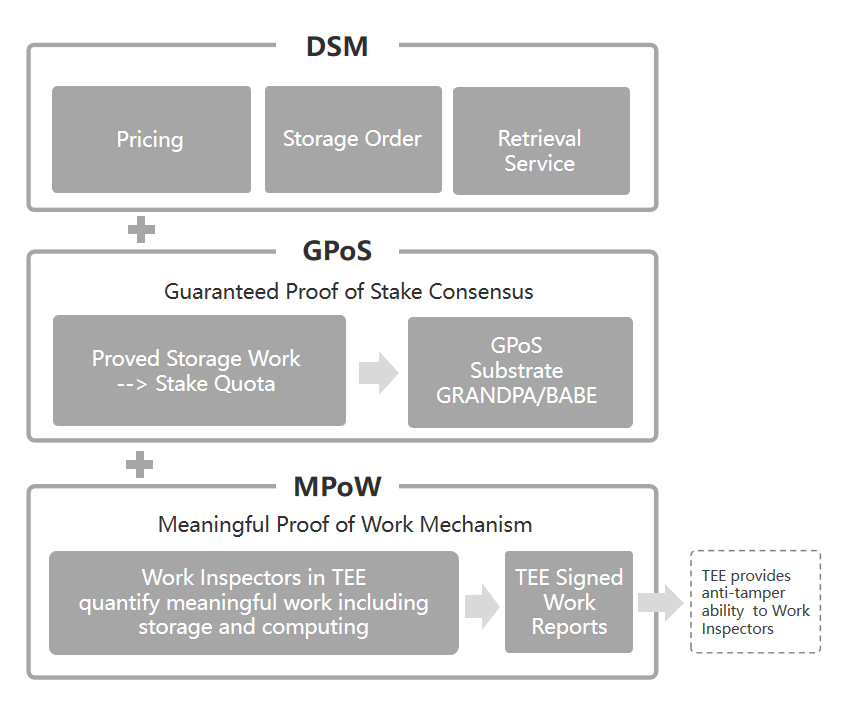 DSM
Pricing
Storage Order
Retrieval
Service
GPoS
Guaranteed Proof of Stake Consensus
Proved Storage Work
--> Stake Quota
GPoS
Substrate
GRANDPA/BABE
MPoW
Meaningful Proof of Work Mechanism
Work Inspectors in TEE
quantify meaningful work including
storage and computing
TEE Signed
Work
Reports
TEE provides
anti-tamper
ability to Work
Inspectors